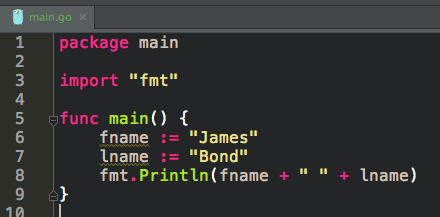 main.go
1 package main
2
3 import "fmt"
4
5 func main() {
6     fname := "James"
7     lname := "Bond"
8     fmt.Println(fname + " " + lname)
9 }
10